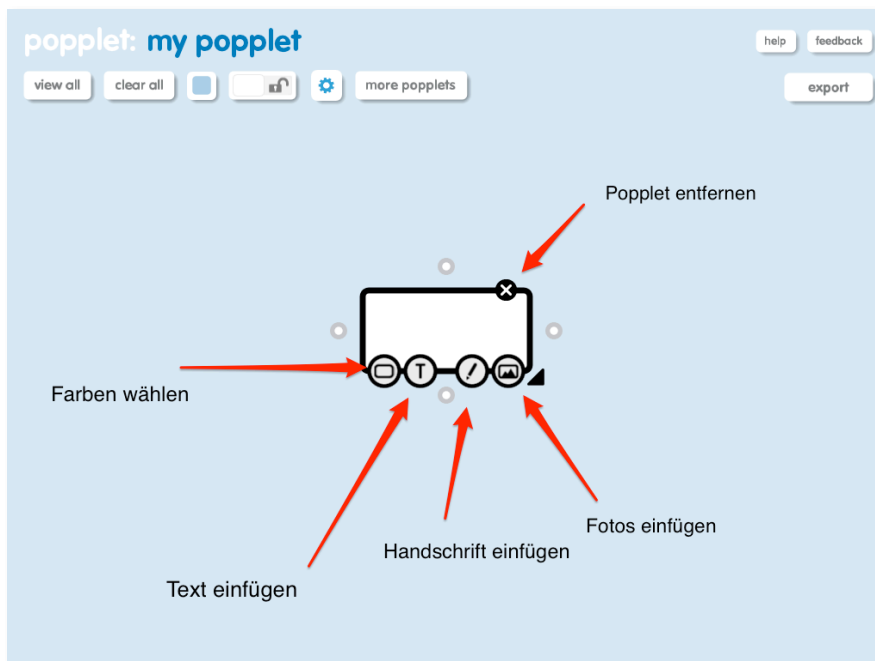 popplet: my popplet
help feedback
view all clear all more popplets
export
Popplet entfernen
T
Farben wählen
Fotos einfügen
Handschrift einfügen
Text einfügen